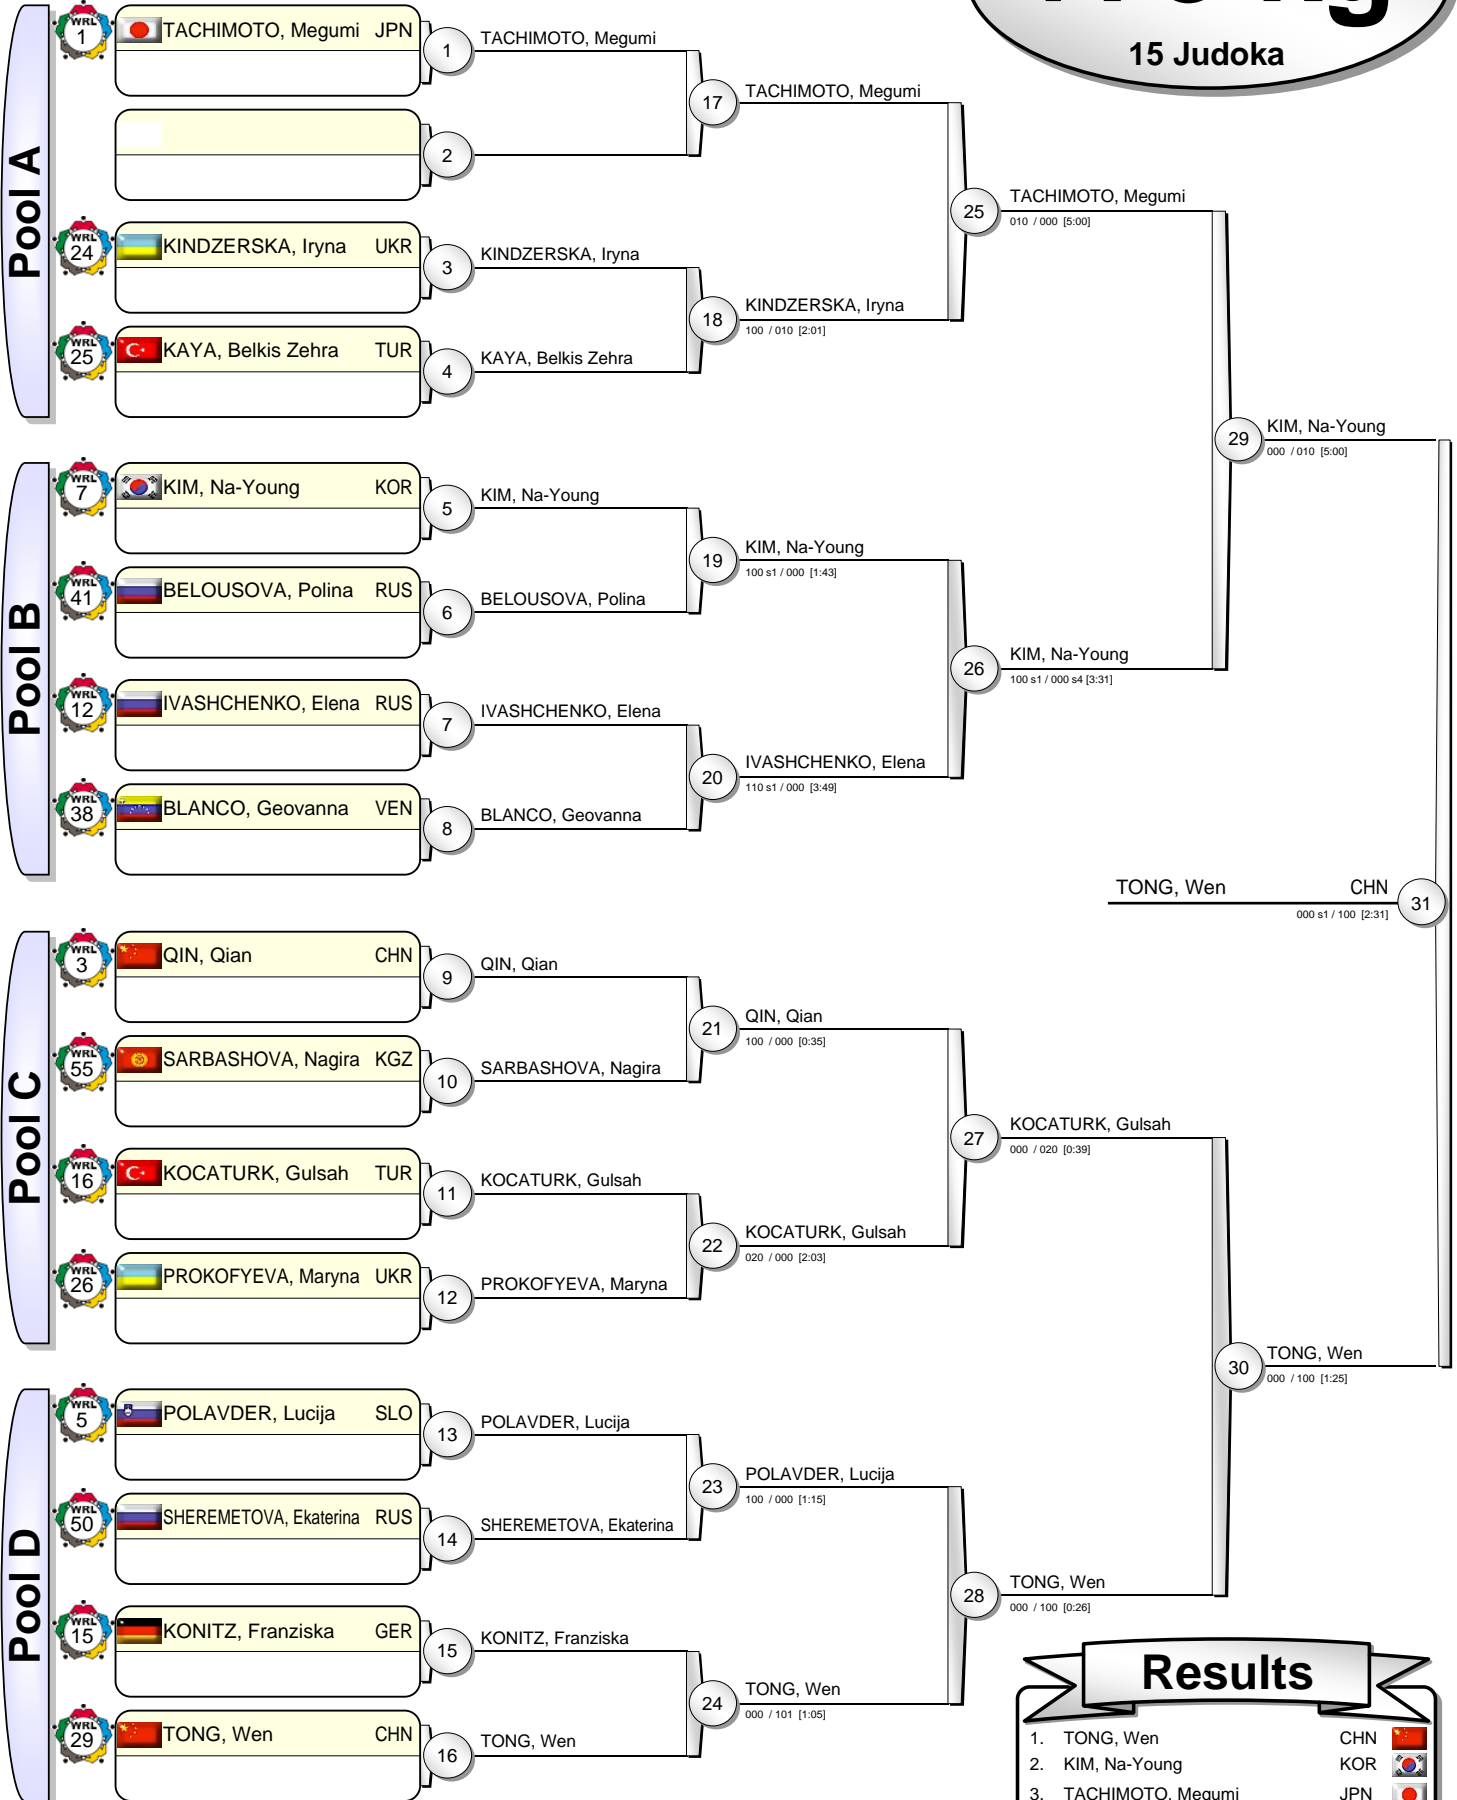 15 Judoka
Pool A
WRL
1
TACHIMOTO, Megumi JPN
1
TACHIMOTO, Megumi
2
17
TACHIMOTO, Megumi
WRL
24
KINDZERSKA, Iryna UKR
3
KINDZERSKA, Iryna
WRL
25
KAYA, Belkis Zehra TUR
4
KAYA, Belkis Zehra
18
KINDZERSKA, Iryna
100 / 010 [2:01]
25
TACHIMOTO, Megumi
010 / 000 [5:00]
Pool B
WRL
7
KIM, Na-Young KOR
5
KIM, Na-Young
WRL
41
BELOUSOVA, Polina RUS
6
BELOUSOVA, Polina
19
KIM, Na-Young
100 s1 / 000 [1:43]
WRL
12
IVASHCHENKO, Elena RUS
7
IVASHCHENKO, Elena
WRL
38
BLANCO, Geovanna VEN
8
BLANCO, Geovanna
20
IVASHCHENKO, Elena
110 s1 / 000 [3:49]
26
KIM, Na-Young
100 s1 / 000 s4 [3:31]
29
KIM, Na-Young
000 / 010 [5:00]
TONG, Wen CHN
000 s1 / 100 [2:31]
31
Pool C
WRL
3
QIN, Qian CHN
9
QIN, Qian
WRL
55
SARBASHOVA, Nagira KGZ
10
SARBASHOVA, Nagira
21
QIN, Qian
100 / 000 [0:35]
WRL
16
KOCATURK, Gulsah TUR
11
KOCATURK, Gulsah
WRL
26
PROKOFYEVA, Maryna UKR
12
PROKOFYEVA, Maryna
22
KOCATURK, Gulsah
020 / 000 [2:03]
27
KOCATURK, Gulsah
000 / 020 [0:39]
Pool D
WRL
5
POLAVDER, Lucija SLO
13
POLAVDER, Lucija
WRL
50
SHEREMETOVA, Ekaterina RUS
14
SHEREMETOVA, Ekaterina
23
POLAVDER, Lucija
100 / 000 [1:15]
WRL
15
KONITZ, Franziska GER
15
KONITZ, Franziska
WRL
29
TONG, Wen CHN
16
TONG, Wen
24
TONG, Wen
000 / 101 [1:05]
28
TONG, Wen
000 / 100 [0:26]
30
TONG, Wen
000 / 100 [1:25]
Results
1. TONG, Wen CHN
2. KIM, Na-Young KOR
3. TACHIMOTO, Megumi JPN